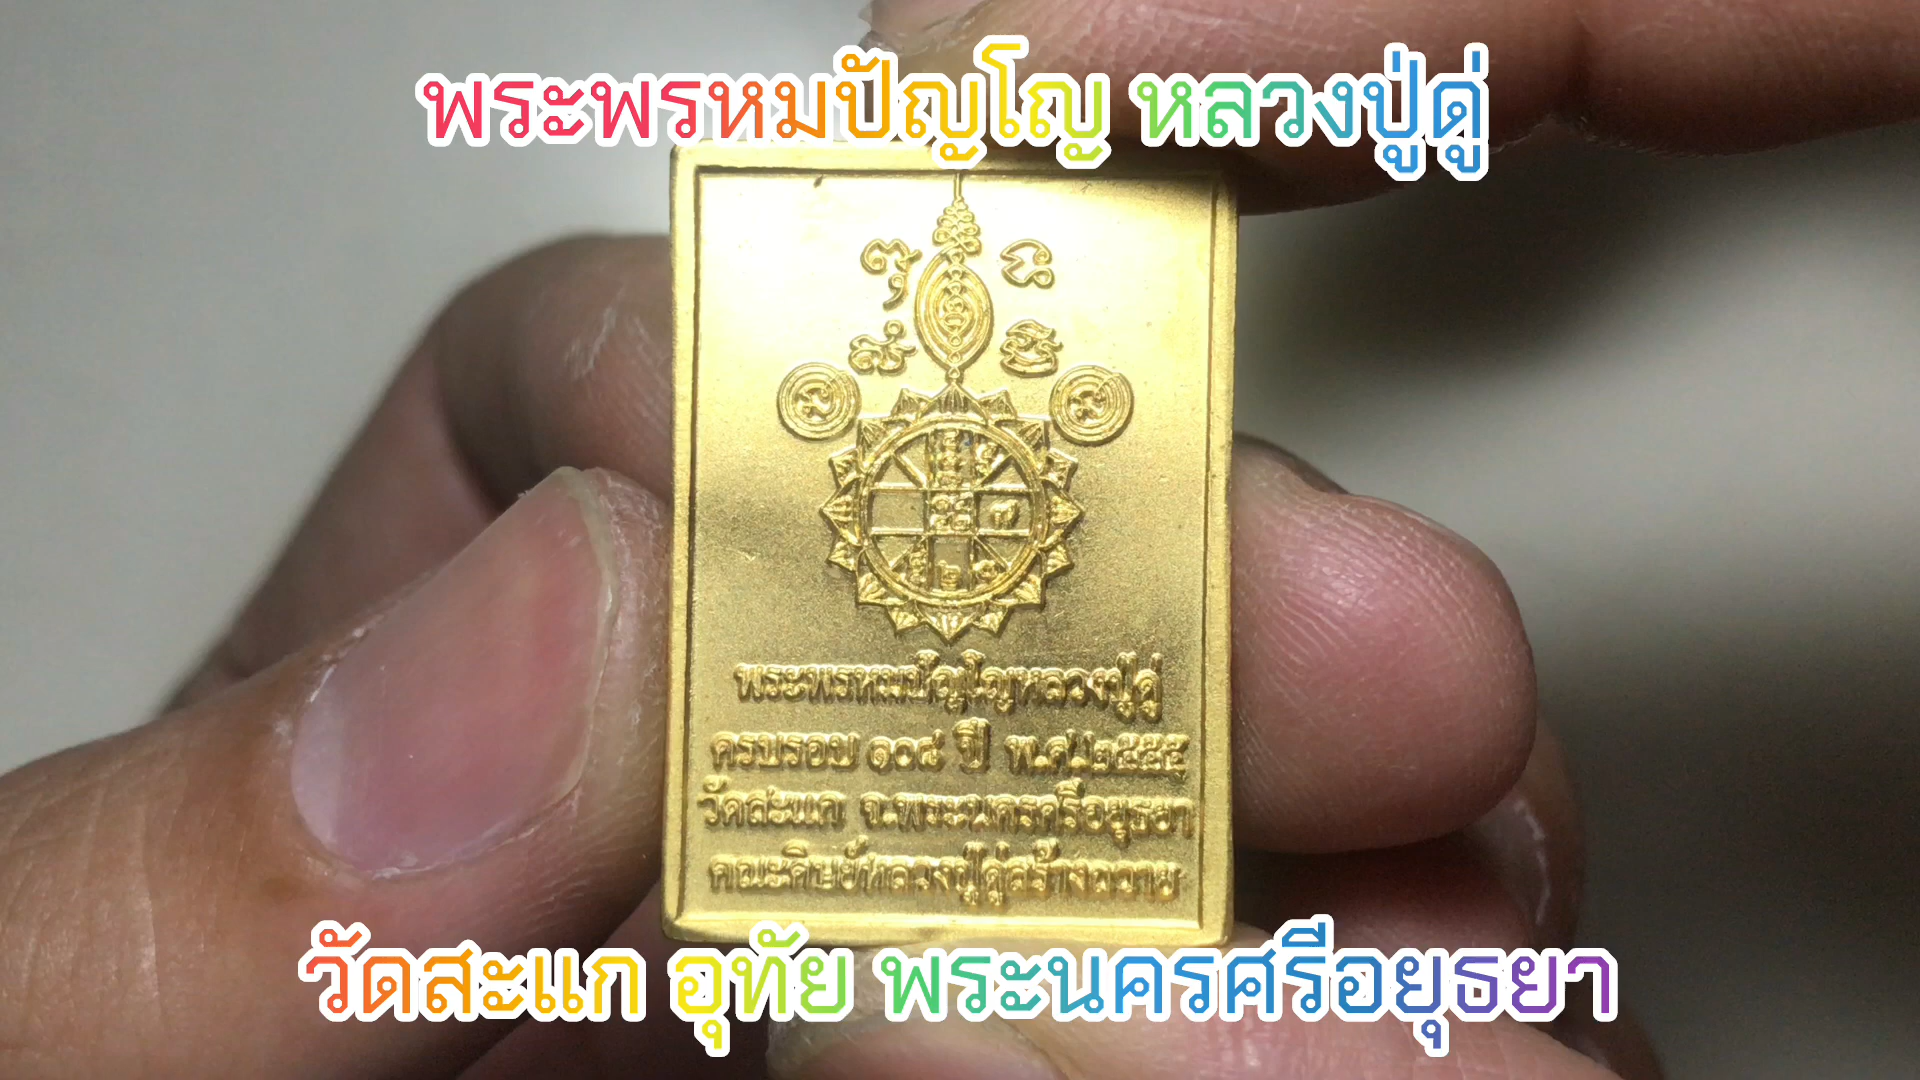 พระพรหมปัญโญ หลวงปู่ดู่
พระพรหมปัญโญหลวงปู่ดู่
ครบรอบ ๑๐๘ ปี พ.ศ.๒๕๕๕
วัดสะแก จ.พระนครศรีอยุธยา
คณะศิษย์หลวงปู่ดู่สร้างถวาย
วัดสะแก อุทัย พระนครศรีอยุธยา